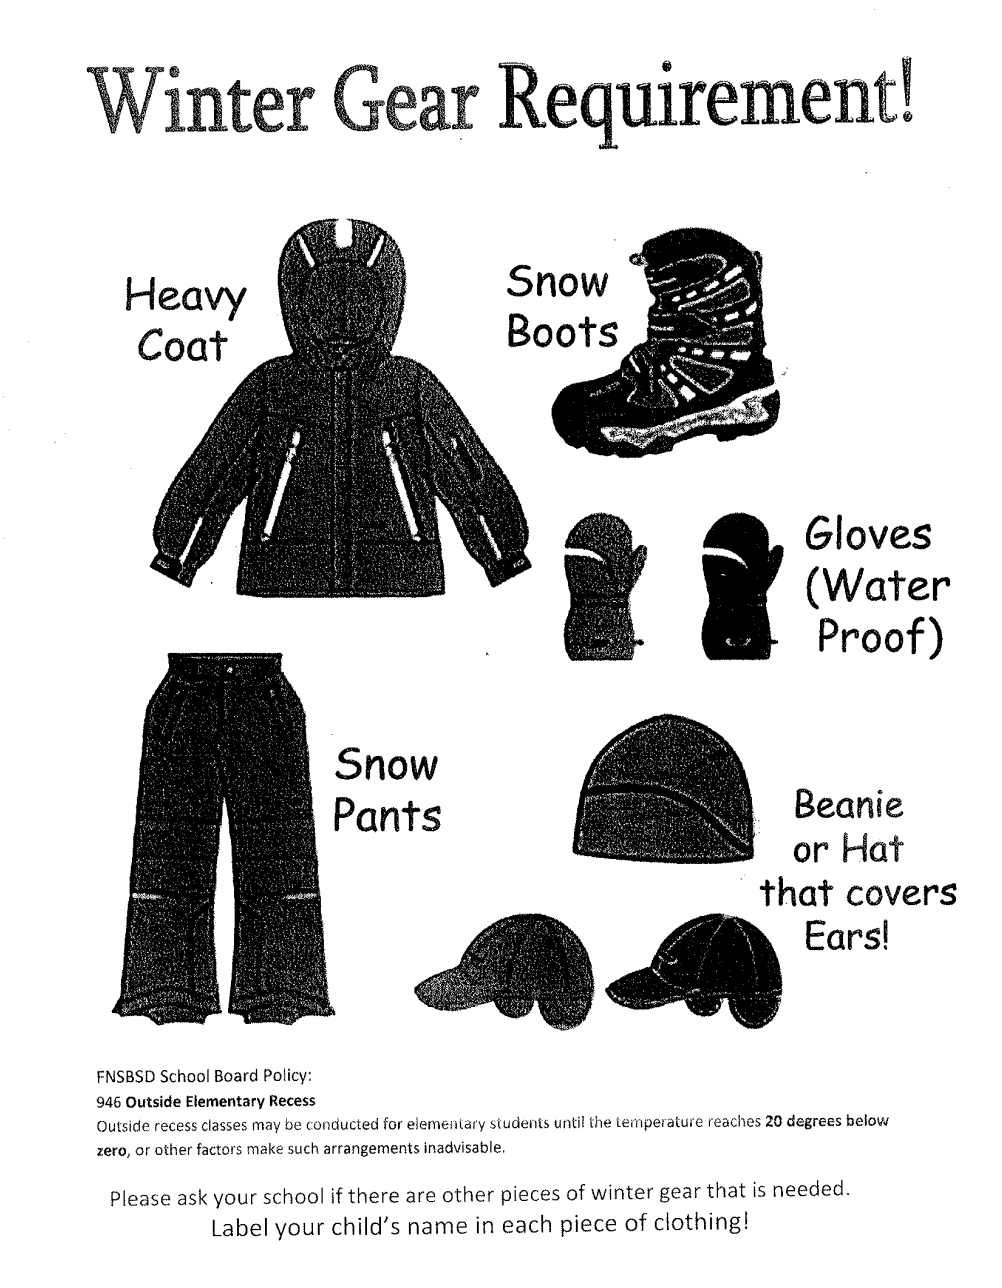 Winter Gear Requirement!
Heavy
Coat
Snow
Boots
Gloves
(Water
Proof)
Snow
Pants
Beanie
or Hat
that covers
Ears!
FNSBSD School Board Policy:
946 Outside Elementary Recess
Outside recess classes may be conducted for elementary students until the temperature reaches 20 degrees below
zero, or other factors make such arrangements inadvisable.
Please ask your school if there are other pieces of winter gear that is needed.
Label your child's name in each piece of clothing!